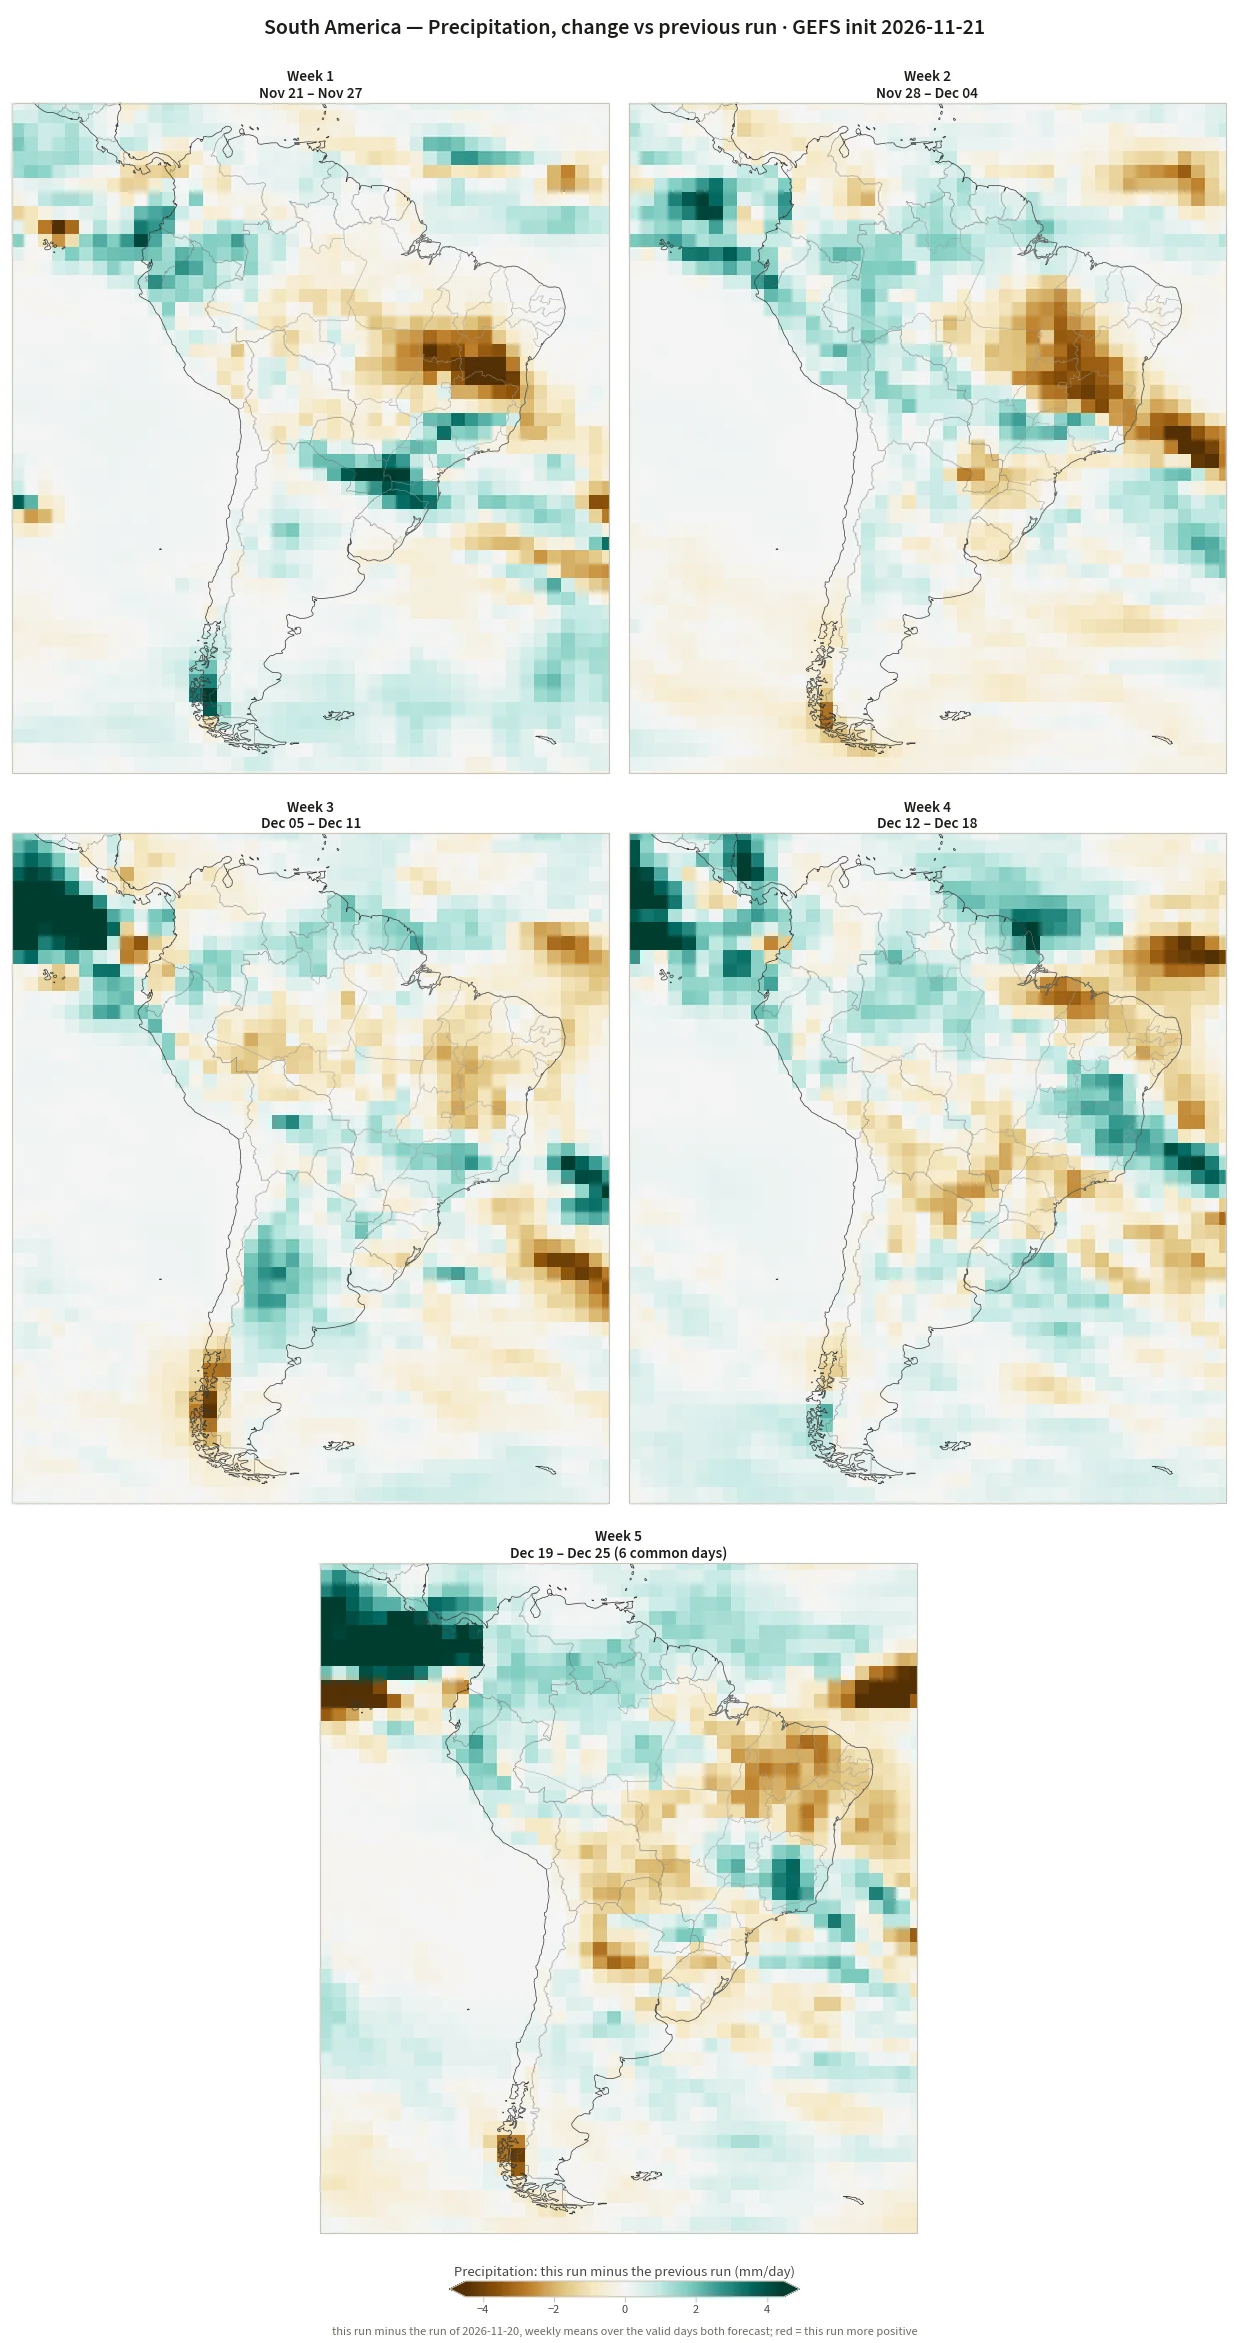 South America — Precipitation, change vs previous run · GEFS init 2026-11-21
Week 1
Nov 21 – Nov 27
Week 2
Nov 28 – Dec 04
Week 3
Dec 05 – Dec 11
Week 4
Dec 12 – Dec 18
Week 5
Dec 19 – Dec 25 (6 common days)
Precipitation: this run minus the previous run (mm/day)
−4 −2 0 2 4
this run minus the run of 2026-11-20, weekly means over the valid days both forecast; red = this run more positive